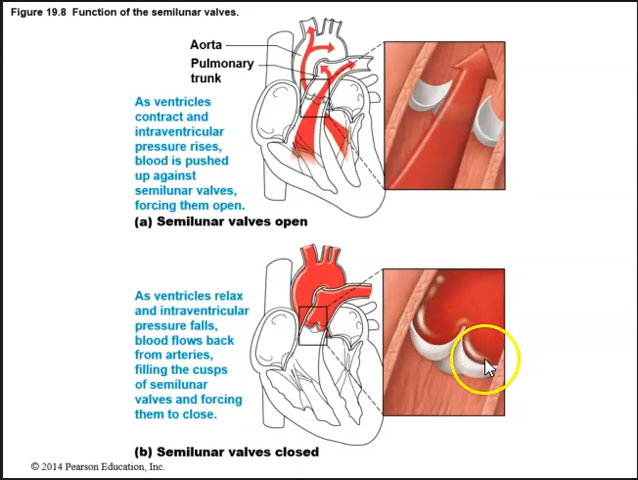 Figure 19.8 Function of the semilunar valves.
Aorta
Pulmonary
trunk
As ventricles
contract and
intraventricular
pressure rises,
blood is pushed
up against
semilunar valves,
forcing them open.
(a) Semilunar valves open
As ventricles relax
and intraventricular
pressure falls,
blood flows back
from arteries,
filling the cusps
of semilunar
valves and forcing
them to close.
(b) Semilunar valves closed
© 2014 Pearson Education, Inc.